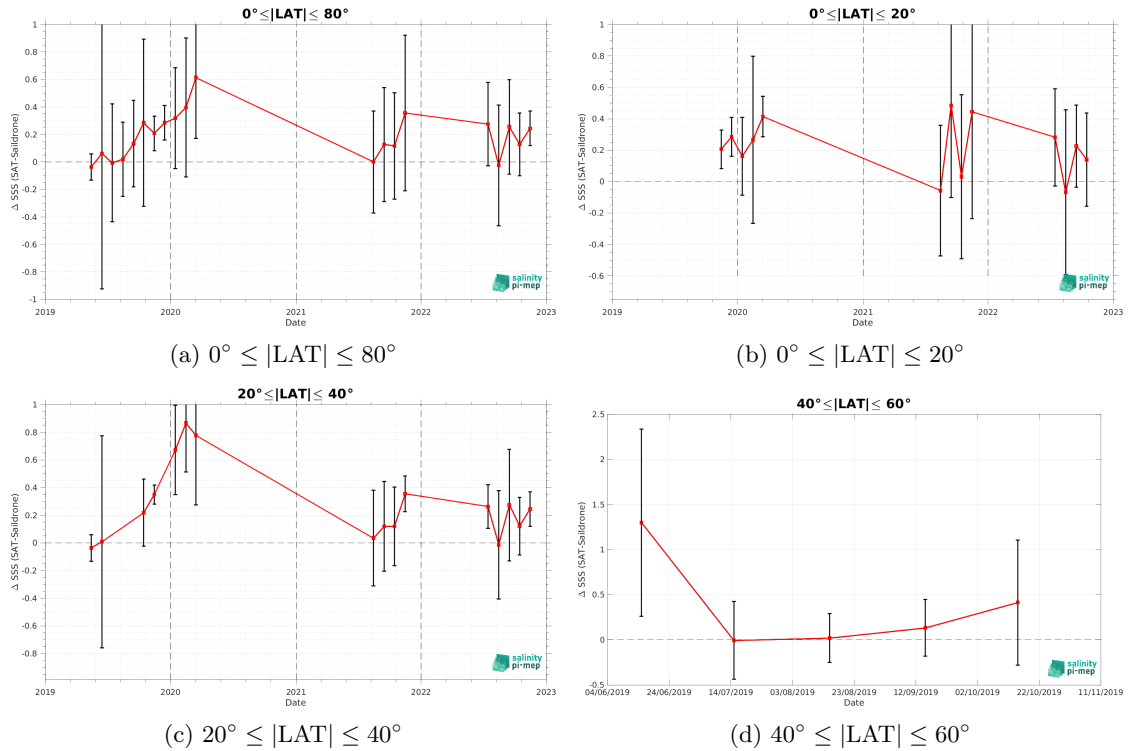 0°≤|LAT|≤ 80°
1
0.8
0.6
0.4
0.2
0
-0.2
-0.4
-0.6
-0.8
-1
Δ SSS (SAT-Saildrone)
2019 2020 2021 2022 2023
Date
salinity
pi-mep
(a) 0° ≤ |LAT| ≤ 80°
0°≤|LAT|≤ 20°
1
0.8
0.6
0.4
0.2
0
-0.2
-0.4
-0.6
Δ SSS (SAT-Saildrone)
2019 2020 2021 2022 2023
Date
salinity
pi-mep
(b) 0° ≤ |LAT| ≤ 20°
20°≤|LAT|≤ 40°
1
0.8
0.6
0.4
0.2
0
-0.2
-0.4
-0.6
-0.8
Δ SSS (SAT-Saildrone)
2019 2020 2021 2022 2023
Date
salinity
pi-mep
(c) 20° ≤ |LAT| ≤ 40°
40°≤|LAT|≤ 60°
2.5
2
1.5
1
0.5
0
-0.5
Δ SSS (SAT-Saildrone)
04/06/2019 24/06/2019 14/07/2019 03/08/2019 23/08/2019 12/09/2019 02/10/2019 22/10/2019 11/11/2019
Date
salinity
pi-mep
(d) 40° ≤ |LAT| ≤ 60°